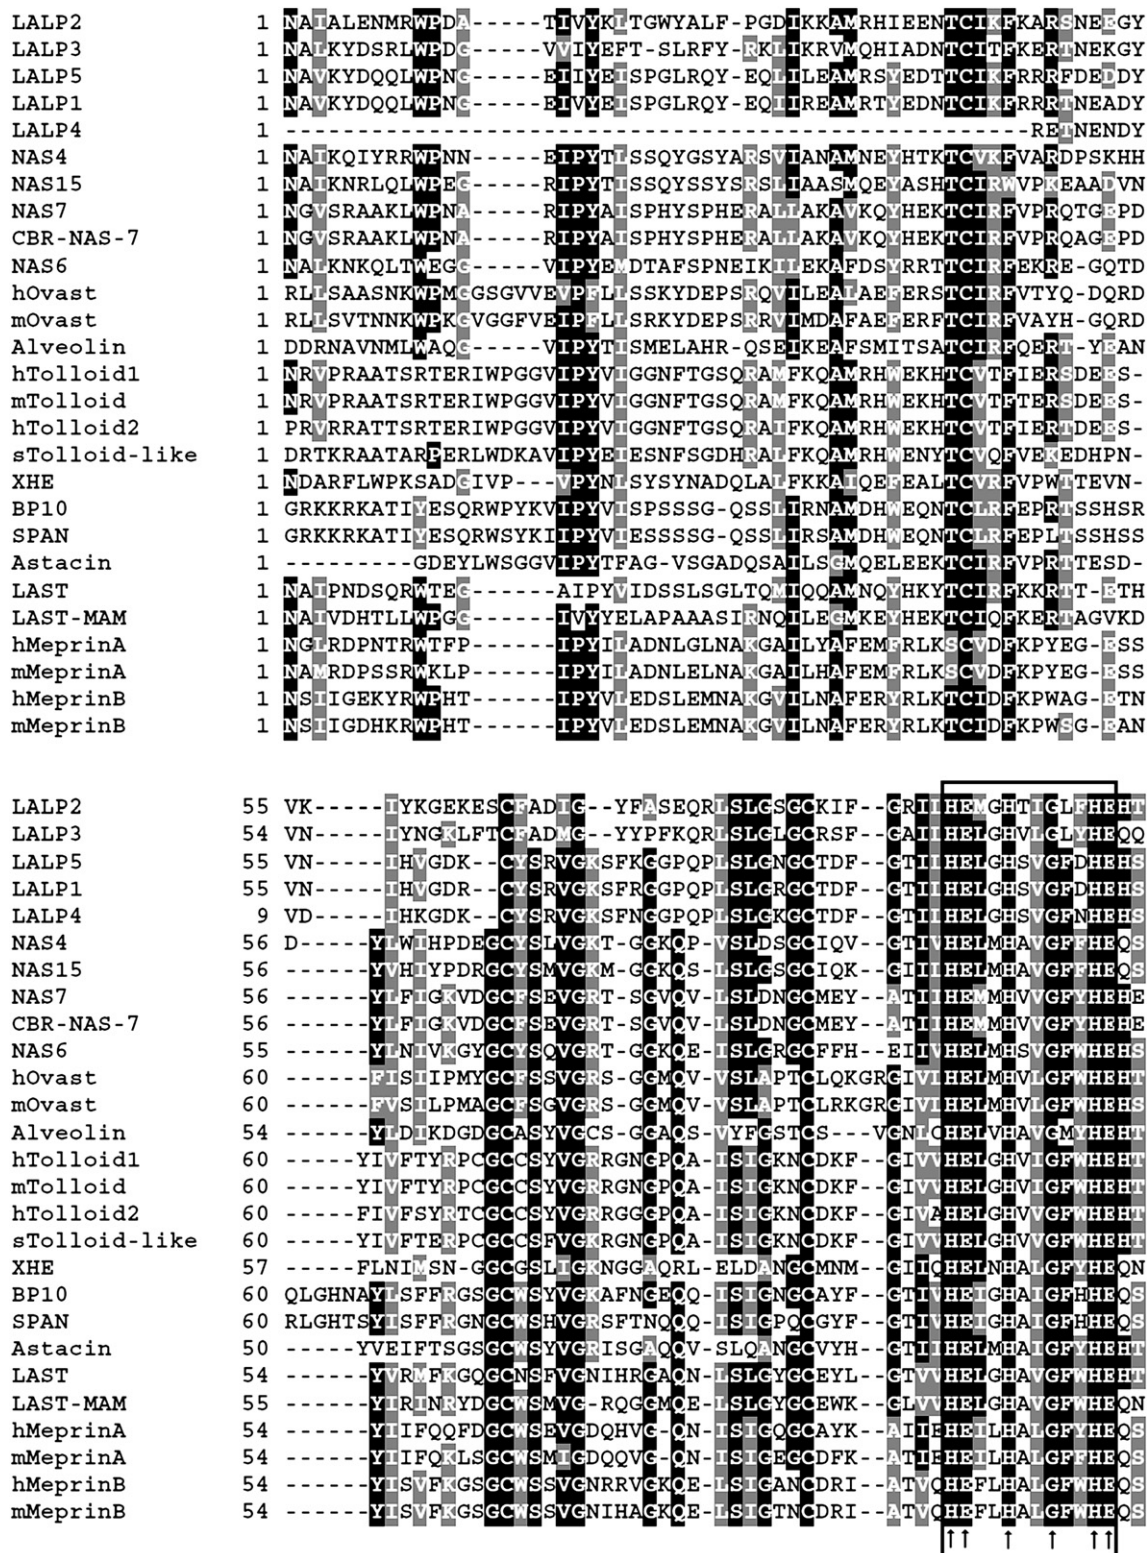 LALP2 1 NAIALENMRWPDA------TIVYKLTGWYALF-PGDIKKAMRHIEENTCIKFKARSNEEGY
LALP3 1 NALKYDSRLWPDG------VVIYEFT-SLRFY-RKLIKRVMQHIADNTCITFKERTNEKGY
LALP5 1 NAVKYDQQLWPNG------EIIYEISPGLRQY-EQLILEAMRSYEDTTCIKFRRRFDEDDY
LALP1 1 NAVKYDQQLWPNG------EIVYEISPGLRQY-EQIIREAMRTYEDNTCIKFRRRTNEADY
LALP4 1 ----------------------------------------------------RETNENDY
NAS4 1 NAIKQIYRRWPNN------EIPYTLSSQYGSYARSVIANAMNEYHTKTCVKFVARDPSKHH
NAS15 1 NAIKNRLQLWPEG------RIPYTISSQYSSYSRSLIAASMQEYASHTCIRWVPKEAADVN
NAS7 1 NGVSRAAKLWPNA------RIPYAISPHYSPHERALLAKAVKQYHEKTCIRFVPRQTGEPD
CBR-NAS-7 1 NGVSRAAKLWPNA------RIPYAISPHYSPHERALLAKAVKQYHEKTCIRFVPRQAGEPD
NAS6 1 NALKNKQLTWEGG------VIPYEMDTAFSPNEIKILEKAFDSYRRTTCIRFEKRE-GQTD
hOvast 1 RLLSAASNKWPMGGSGVVEVPFLLSSKYDEPSRQVILEALAEFERSTCIRFVTYQ-DQRD
mOvast 1 RLLSVTNNKWPKGVGGFVEIPFLLSRKYDEPSRRVIMDAFAEFERFTCIRFVAYH-GQRD
Alveolin 1 DDRNAVNMLWAQG------VIPYTISMELAHR-QSEIKEAFSMITSATCIRFQERT-YEAN
hTolloid1 1 NRVPRAATSRTERIWPGGVIPYVIGGNFTGSQRAMFKQAMRHWEKHTCVTFIERSDEES-
mTolloid 1 NRVPRAATSRTERIWPGGVIPYVIGGNFTGSQRAMFKQAMRHWEKHTCVTFTERSDEES-
hTolloid2 1 PRVRRATTSRTERIWPGGVIPYVIGGNFTGSQRAIFKQAMRHWEKHTCVTFIERTDEES-
sTolloid-like 1 DRTKRAATARPERLWDKAVIPYEIESNFSGDHRALFKQAMRHWENYTCVQFVEKEDHPN-
XHE 1 NDARFLWPKSADGIVP---VPYNLSYSYNADQLALFKKAIQEFEALTCVRFVPWTTEVN-
BP10 1 GRKKRKATIYESQRWPYKVIPYVISPSSSG-QSSLIRNAMDHWEQNTCLRFEPRTSSHSR
SPAN 1 GRKKRKATIYESQRWSYKIIPYVIESSSSG-QSSLIRSAMDHWEQNTCLRFEPLTSSHSS
Astacin 1 ---------GDEYLWSGGVIPYTFAG-VSGADQSAILSGMQELEEKTCIRFVPRTTESD-
LAST 1 NAIPNDSQRWTEG------AIPYVIDSSLSGLTQMIQQAMNQYHKYTCIRFKKRTT-ETH
LAST-MAM 1 NAIVDHTLLWPGG------IVYYELAPAAASIRNQILEGMKEYHEKTCIQFKERTAGVKD
hMeprinA 1 NGLRDPNTRWTFP------IPYILADNLGLNAKGAILYAFEMFRLKSCVDFKPYEG-ESS
mMeprinA 1 NAMRDPSSRWKLP------IPYILADNLELNAKGAILHAFEMFRLKSCVDFKPYEG-ESS
hMeprinB 1 NSIIGEKYRWPHT------IPYVLEDSLEMNAKGVILNAFERYRLKTCIDFKPWAG-ETN
mMeprinB 1 NSIIGDHKRWPHT------IPYVLEDSLEMNAKGVILNAFERYRLKTCIDFKPWSG-EAN
LALP2 55 VK-----IYKGEKESCFADIG--YFASEQRLSLGSGCKIF--GRIIHEMGHTIGLFHEHT
LALP3 54 VN-----IYNGKLFTCFADMG--YYPFKQRLSLGLGCRSF--GAIIHELGHVLGLYHEQQ
LALP5 55 VN-----IHVGDK--CYSRVGKSFKGGPQPLSLGNGCTDF--GTIIHELGHSVGFDHEHS
LALP1 55 VN-----IHVGDR--CYSRVGKSFRGGPQPLSLGRGCTDF--GTIIHELGHSVGFDHEHS
LALP4 9 VD-----IHKGDK--CYSRVGKSFNGGPQPLSLGKGCTDF--GTIIHELGHSVGFNHEHS
NAS4 56 D-----YLWIHPDEGCYSLVGKT-GGKQP-VSLDSGCIQV--GTIVHELMHAVGFFHEQS
NAS15 56 ------YVHIYPDRGCYSMVGKM-GGKQS-LSLGSGCIQK--GIIIHELMHAVGFFHEQS
NAS7 56 ------YLFIGKVDGCFSEVGRT-SGVQV-LSLDNGCMEY--ATIIHEMMHVVGFYHEHE
CBR-NAS-7 56 ------YLFIGKVDGCFSEVGRT-SGVQV-LSLDNGCMEY--ATIIHEMMHVVGFYHEHE
NAS6 55 ------YLNIVKGYGCYSQVGRT-GGKQE-ISLGRGCFFH--EIIVHELMHSVGFWHEHS
hOvast 60 ------FISIIPMYGCFSSVGRS-GGMQV-VSLAPTCLQKGRGIVLHELMHVLGFWHEHT
mOvast 60 ------FVSILPMAGCFSGVGRS-GGMQV-VSLAPTCLRKGRGIVLHELMHVLGFWHEHT
Alveolin 54 ------YLDIKDGDGCASYVGCS-GGAQS-VYFGSTCS---VGNLCHELVHAVGMYHEHT
hTolloid1 60 -----YIVFTYRPCGCCSYVGRRGNGPQA-ISIGKNCDKF--GIVVHELGHVIGFWHEHT
mTolloid 60 -----YIVFTYRPCGCCSYVGRRGNGPQA-ISIGKNCDKF--GIVVHELGHVIGFWHEHT
hTolloid2 60 -----FIVFSYRTCGCCSYVGRRGGGPQA-ISIGKNCDKF--GIVAHELGHVVGFWHEHT
sTolloid-like 60 -----YIVFTERPCGCCSFVGKRGNGPQA-ISIGKNCDKF--GIVVHELGHVVGFWHEHT
XHE 57 -----FLNIMSN-GGCGSLIGKNGGAQRL-ELDANGCMNM--GIIQHELNHALGFYHEQN
BP10 60 QLGHNAYLSFFRGSGCWSYVGKAFNGEQQ-ISIGNGCAYF--GTIVHEIGHAIGFHHEQS
SPAN 60 RLGHTSYISFFRGNGCWSHVGRSFTNQQQ-ISIGPQCGYF--GTIVHEIGHAIGFHHEQS
Astacin 50 -----YVEIFTSGSGCWSYVGRISGAQQV-SLQANGCVYH--GTIIHELMHAIGFYHEHT
LAST 54 ------YVRMFKGQGCNSFVGNIHRGAQN-LSLGYGCEYL--GTVVHELGHAVGFWHEHT
LAST-MAM 55 ------YIRINRYDGCWSMVG-RQGGMQE-LSLGYGCEWK--GLVVHELGHAVGFWHEQN
hMeprinA 54 ------YIIFQQFDGCWSEVGDQHVG-QN-ISIGQGCAYK--AIIEHEILHALGFYHEQS
mMeprinA 54 ------YIIFQKLSGCWSMIGDQQVG-QN-ISIGEGCDFK--ATIEHEILHALGFFHEQS
hMeprinB 54 ------YISVFKGSGCWSSVGNRRVGKQE-LSIGANCDRI--ATVQHEFLHALGFWHEQS
mMeprinB 54 ------YISVFKGSGCWSSVGNIHAGKQE-LSIGTNCDRI--ATVQHEFLHALGFWHEQS
↑↑ ↑ ↑ ↑↑